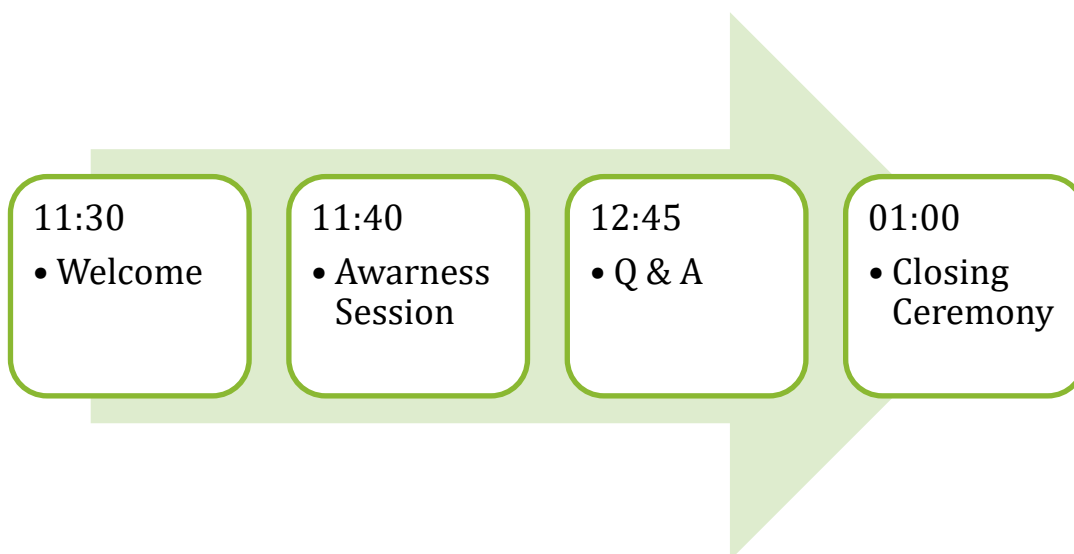 11:30
• Welcome
11:40
• Awarness
Session
12:45
• Q & A
01:00
• Closing
Ceremony